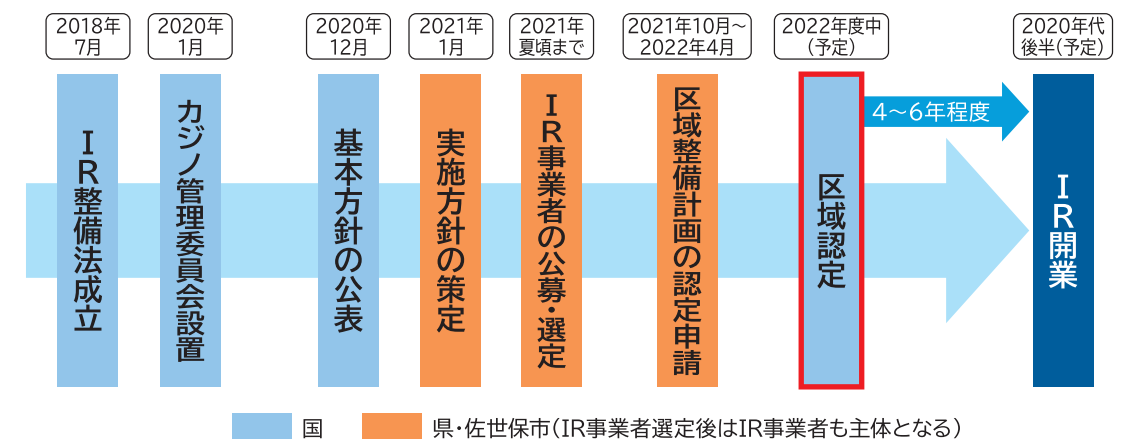 2018年
7月
2020年
1月
2020年
12月
2021年
1月
2021年
夏頃まで
2021年10月～
2022年4月
2022年度中
(予定)
2020年代
後半(予定)
IR整備法成立
カジノ管理委員会設置
基本方針の公表
実施方針の策定
IR事業者の公募・選定
区域整備計画の認定申請
区域認定
4～6年程度
IR開業
国
県・佐世保市(IR事業者選定後はIR事業者も主体となる)